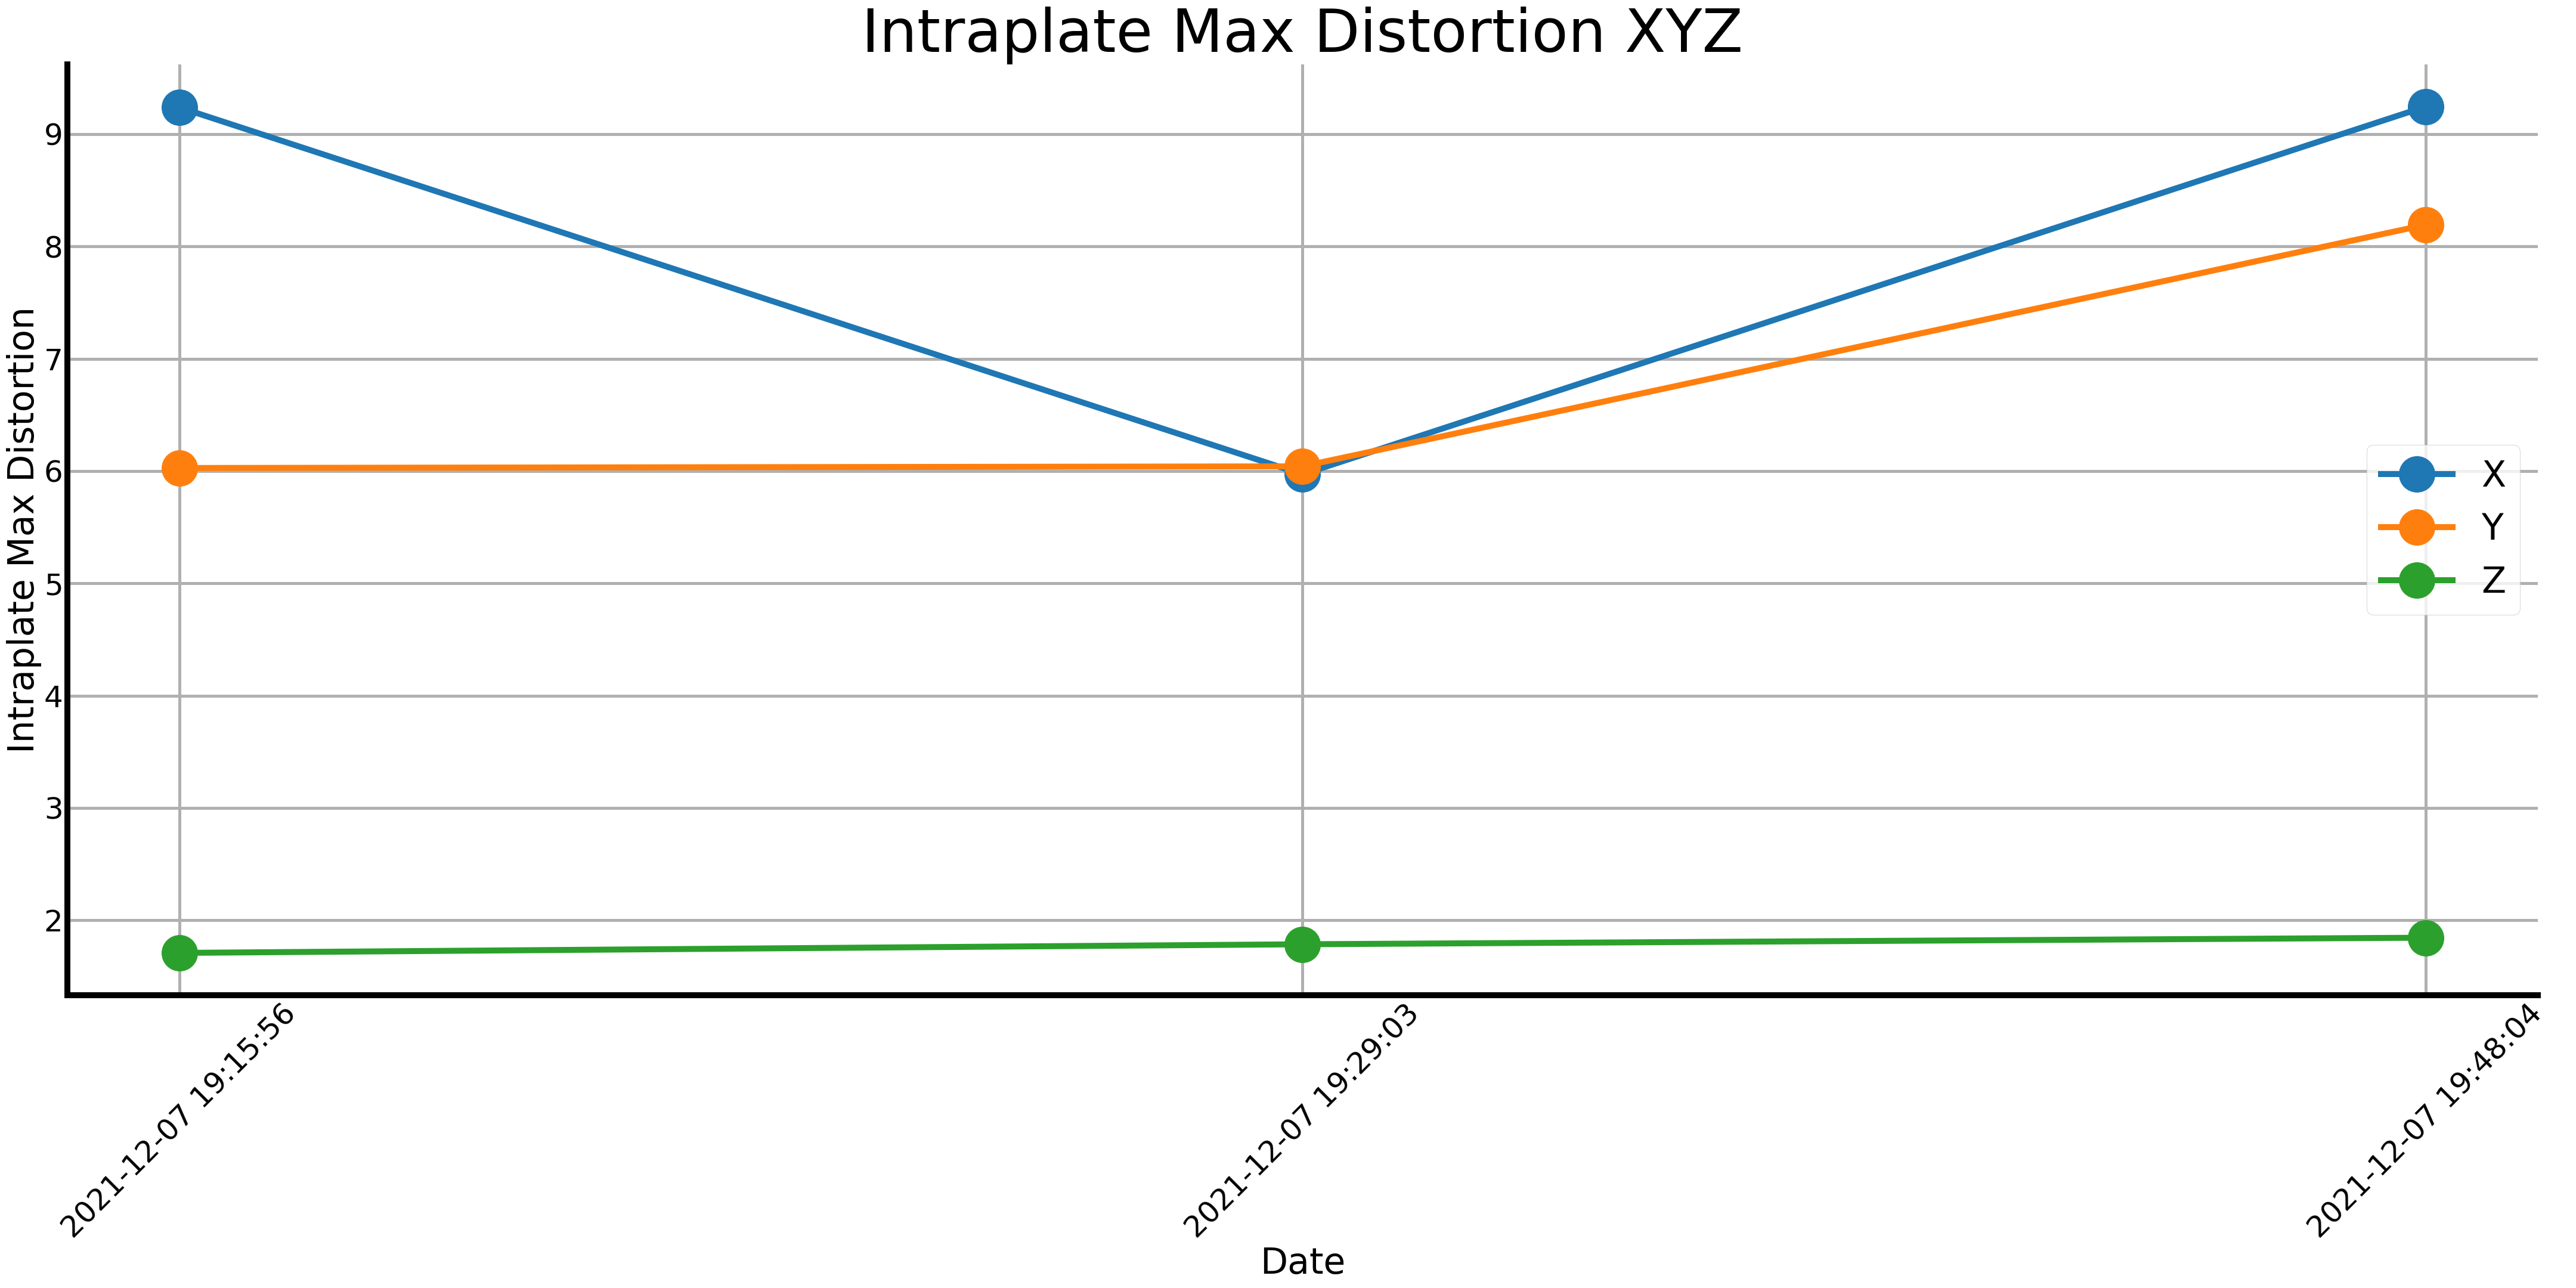 Intraplate Max Distortion XYZ
Intraplate Max Distortion
9
8
7
6
5
4
3
2
X
Y
Z
2021-12-07 19:15:56
2021-12-07 19:29:03
2021-12-07 19:48:04
Date